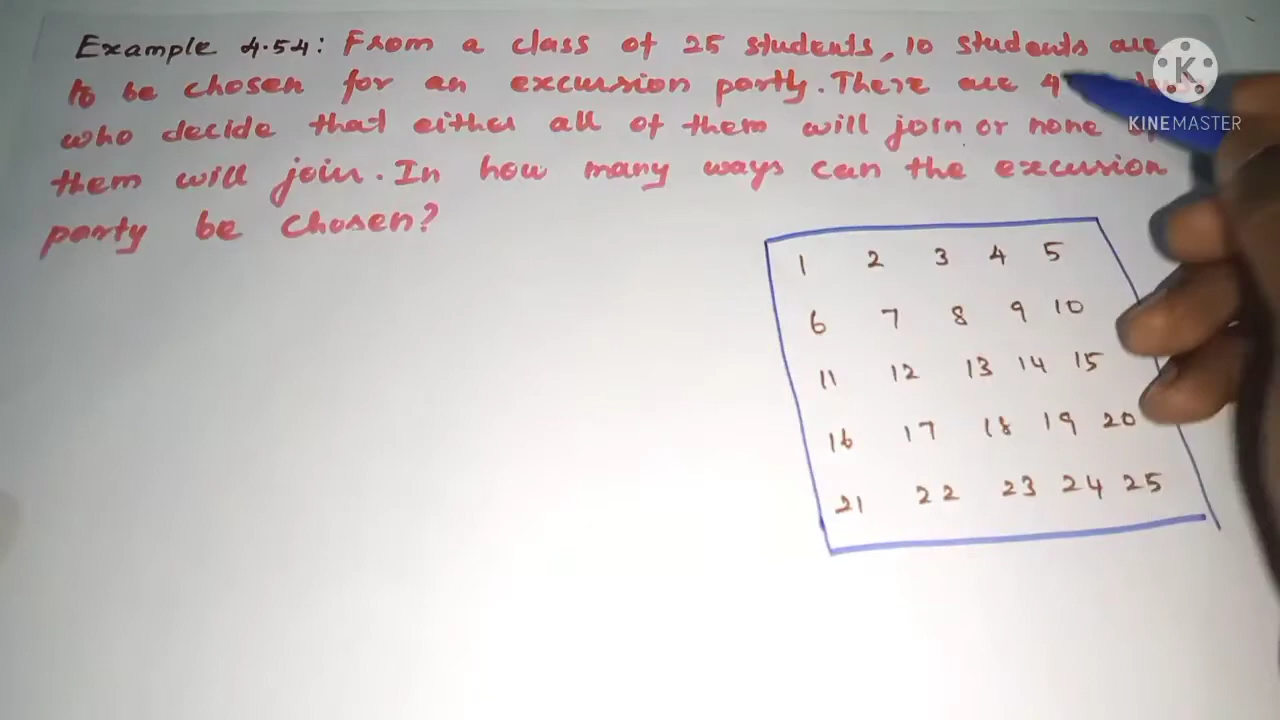 Example 4.54: From a class of 25 students, 10 students are
to be chosen for an excursion partly. There are 4
who decide that either all of them will join or none
them will join. In how many ways can the excusion
party be chosen?
K
KINEMASTER
1 2 3 4 5
6 7 8 9 10
11 12 13 14 15
16 17 18 19 20
21 22 23 24 25